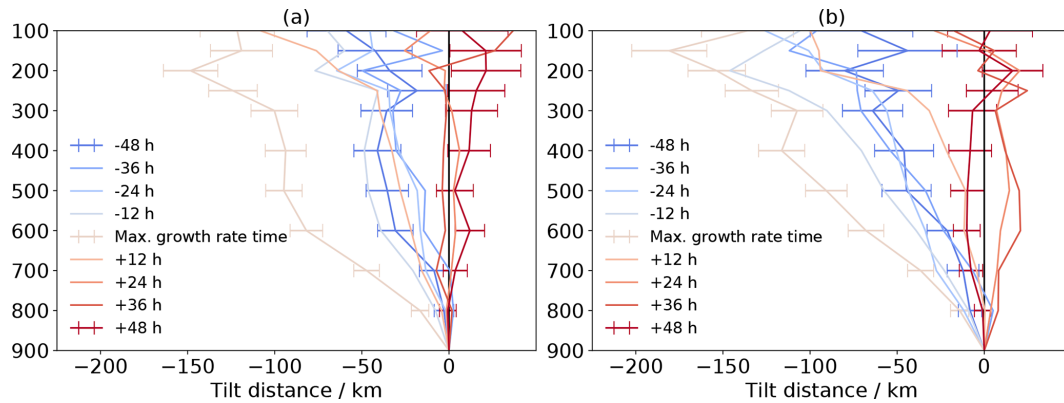 (a)
100
200
300
400
500
600
700
800
900
-48 h
-36 h
-24 h
-12 h
Max. growth rate time
+12 h
+24 h
+36 h
+48 h
−200 −150 −100 −50 0
Tilt distance / km
(b)
100
200
300
400
500
600
700
800
900
-48 h
-36 h
-24 h
-12 h
Max. growth rate time
+12 h
+24 h
+36 h
+48 h
−200 −150 −100 −50 0
Tilt distance / km